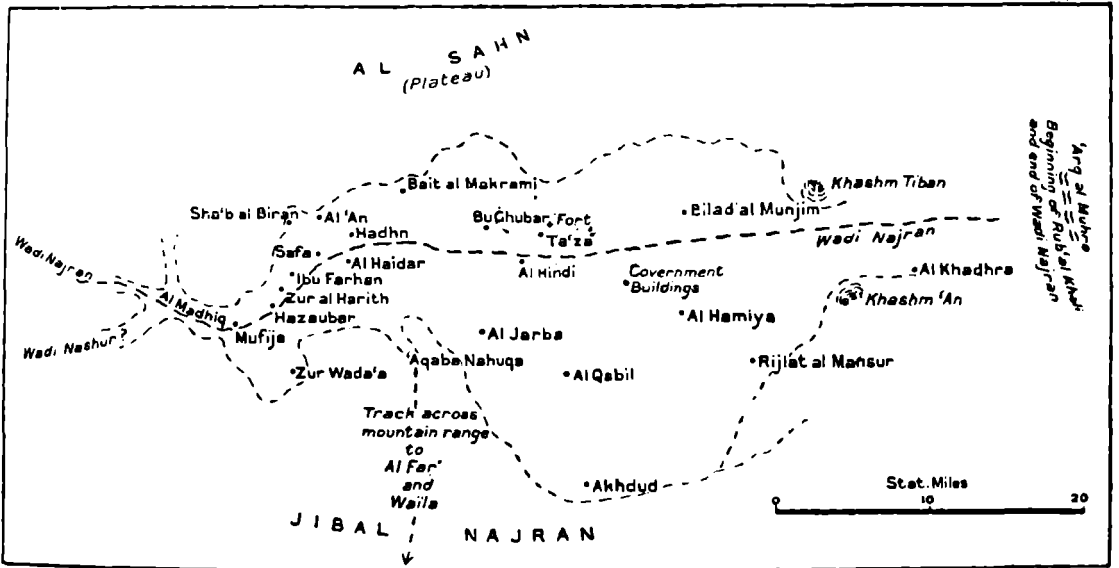 AL SAHN
(Plateau)
Bait al Makrami
Khashm Tiban
Sha'b al Biran
Al 'An
Bu Ghubar
Fort
Bilad al Munjim
Hadhn
Ta'za
Wadi Najran
Safa
Al Haidar
Al Hindi
Government
Buildings
Al Khadhra
Wadi Najran
Ibu Farhan
Zur al Harith
Khashm 'An
Al Madhiq
Hazaubar
Al Hamiya
Mufija
Al Jarba
Wadi Nashur
'Aqaba Nahuqa
Rijlat al Mansur
Zur Wada'a
Al Qabil
Track across
mountain range
to
Al Far'
and
Waila
Akhdud
JIBAL NAJRAN
'Arq al Muhre
Beginning of Rub' al Khali
and end of Wadi Najran
Stat. Miles
0 10 20